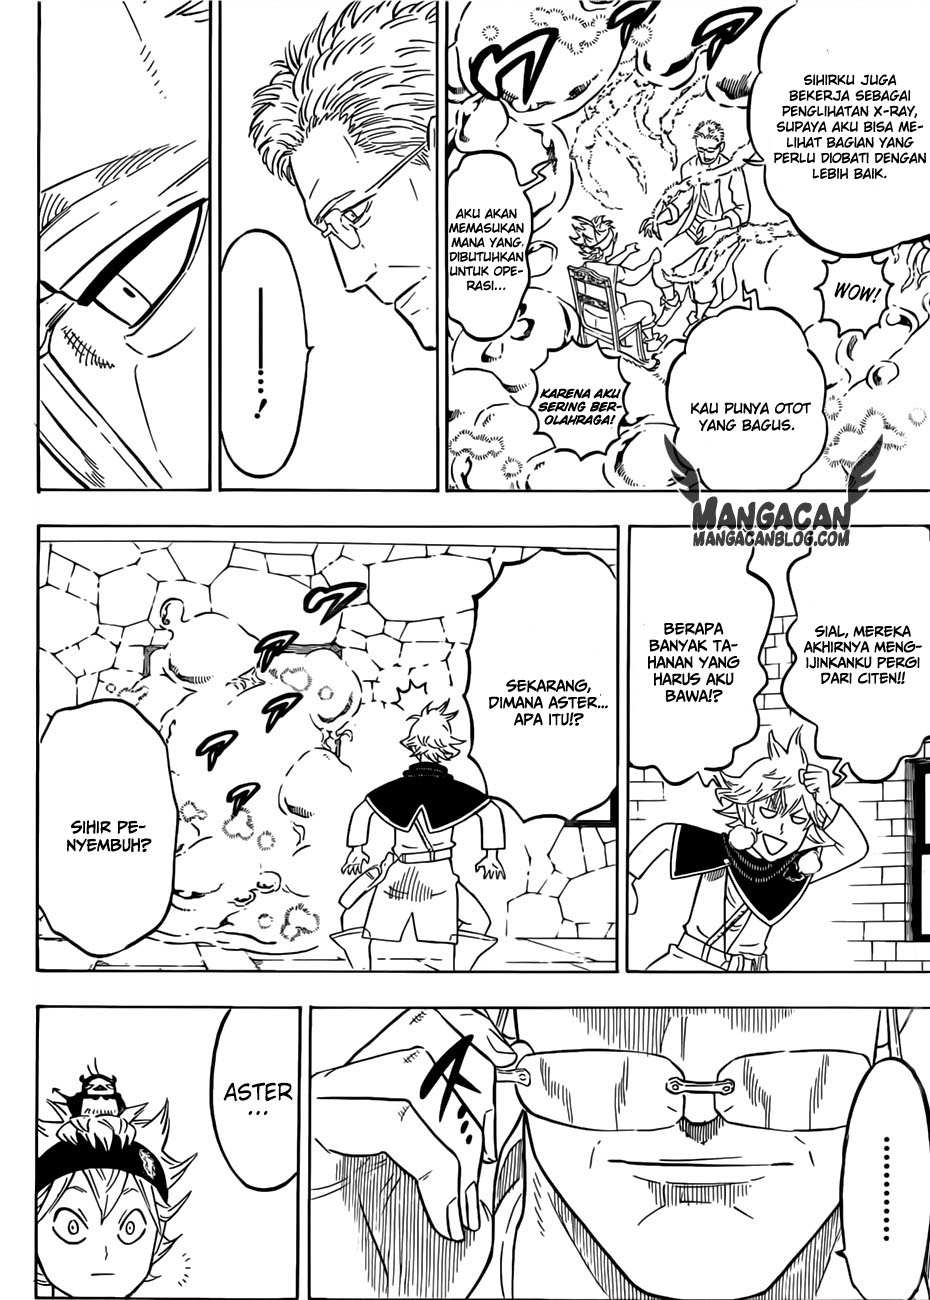 SIHIRKU JUGA
BEKERJA SEBAGAI
PENGLIHATAN X-RAY,
SUPAYA AKU BISA ME-
LIHAT BAGIAN YANG
PERLU DIOBATI DENGAN
LEBIH BAIK.
AKU AKAN
MEMASUKAN
MANA YANG
DIBUTUHKAN
UNTUK OPE-
RASI...
WOW!
KAU PUNYA OTOT
YANG BAGUS.
KARENA AKU
SERING BER-
OLAHRAGA!
MANGACAN
MANGACANBLOG.COM
SIAL, MEREKA
AKHIRNYA MENG-
IJINKANKU PERGI
DARI CITEN!!
BERAPA
BANYAK TA-
HANAN YANG
HARUS AKU
BAWA!?
SEKARANG,
DIMANA ASTER...
APA ITU!?
SIHIR PE-
NYEMBUH?
ASTER
...